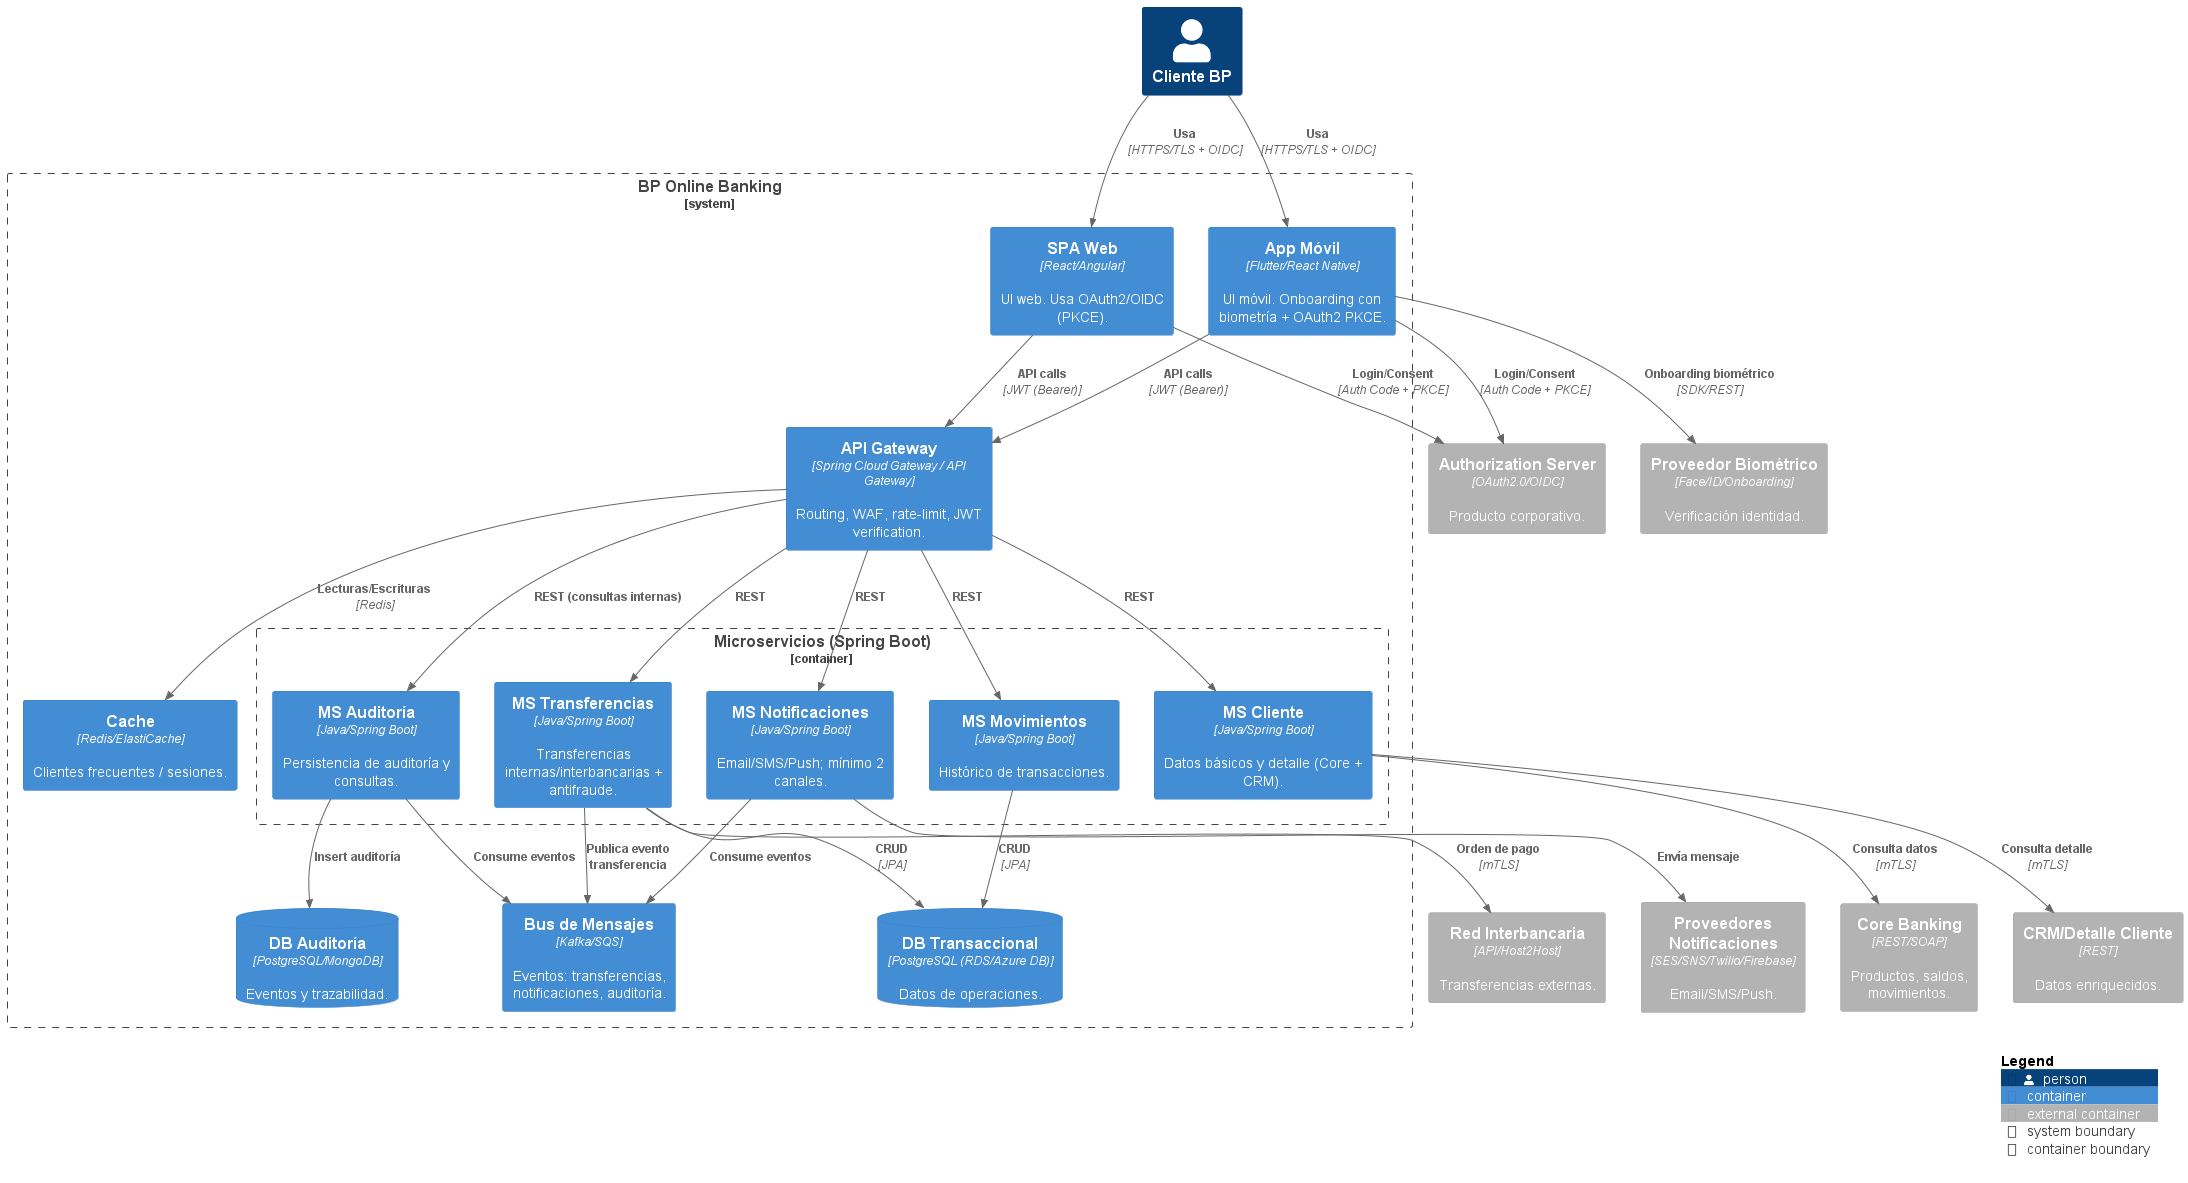 Cliente BP
Usa
[HTTPS/TLS + OIDC]
Usa
[HTTPS/TLS + OIDC]
BP Online Banking
[system]
SPA Web
[React/Angular]
UI web. Usa OAuth2/OIDC
(PKCE).
App Móvil
[Flutter/React Native]
UI móvil. Onboarding con
biometría + OAuth2 PKCE.
API calls
[JWT (Bearer)]
API calls
[JWT (Bearer)]
Login/Consent
[Auth Code + PKCE]
Login/Consent
[Auth Code + PKCE]
Onboarding biométrico
[SDK/REST]
API Gateway
[Spring Cloud Gateway / API
Gateway]
Routing, WAF, rate-limit, JWT
verification.
Authorization Server
[OAuth2.0/OIDC]
Producto corporativo.
Proveedor Biométrico
[Face/ID/Onboarding]
Verificación identidad.
Lecturas/Escrituras
[Redis]
REST (consultas internas)
REST
REST
REST
REST
Microservicios (Spring Boot)
[container]
Cache
[Redis/ElastiCache]
Clientes frecuentes / sesiones.
MS Auditoría
[Java/Spring Boot]
Persistencia de auditoría y
consultas.
MS Transferencias
[Java/Spring Boot]
Transferencias
internas/interbancarias +
antifraude.
MS Notificaciones
[Java/Spring Boot]
Email/SMS/Push; mínimo 2
canales.
MS Movimientos
[Java/Spring Boot]
Histórico de transacciones.
MS Cliente
[Java/Spring Boot]
Datos básicos y detalle (Core +
CRM).
Insert auditoría
Consume eventos
Publica evento
transferencia
Consume eventos
CRUD
[JPA]
CRUD
[JPA]
Orden de pago
[mTLS]
Envía mensaje
Consulta datos
[mTLS]
Consulta detalle
[mTLS]
DB Auditoría
[PostgreSQL/MongoDB]
Eventos y trazabilidad.
Bus de Mensajes
[Kafka/SQS]
Eventos: transferencias,
notificaciones, auditoría.
DB Transaccional
[PostgreSQL (RDS/Azure DB)]
Datos de operaciones.
Red Interbancaria
[API/Host2Host]
Transferencias externas.
Proveedores
Notificaciones
[SES/SNS/Twilio/Firebase]
Email/SMS/Push.
Core Banking
[REST/SOAP]
Productos, saldos,
movimientos.
CRM/Detalle Cliente
[REST]
Datos enriquecidos.
Legend
person
container
external container
system boundary
container boundary